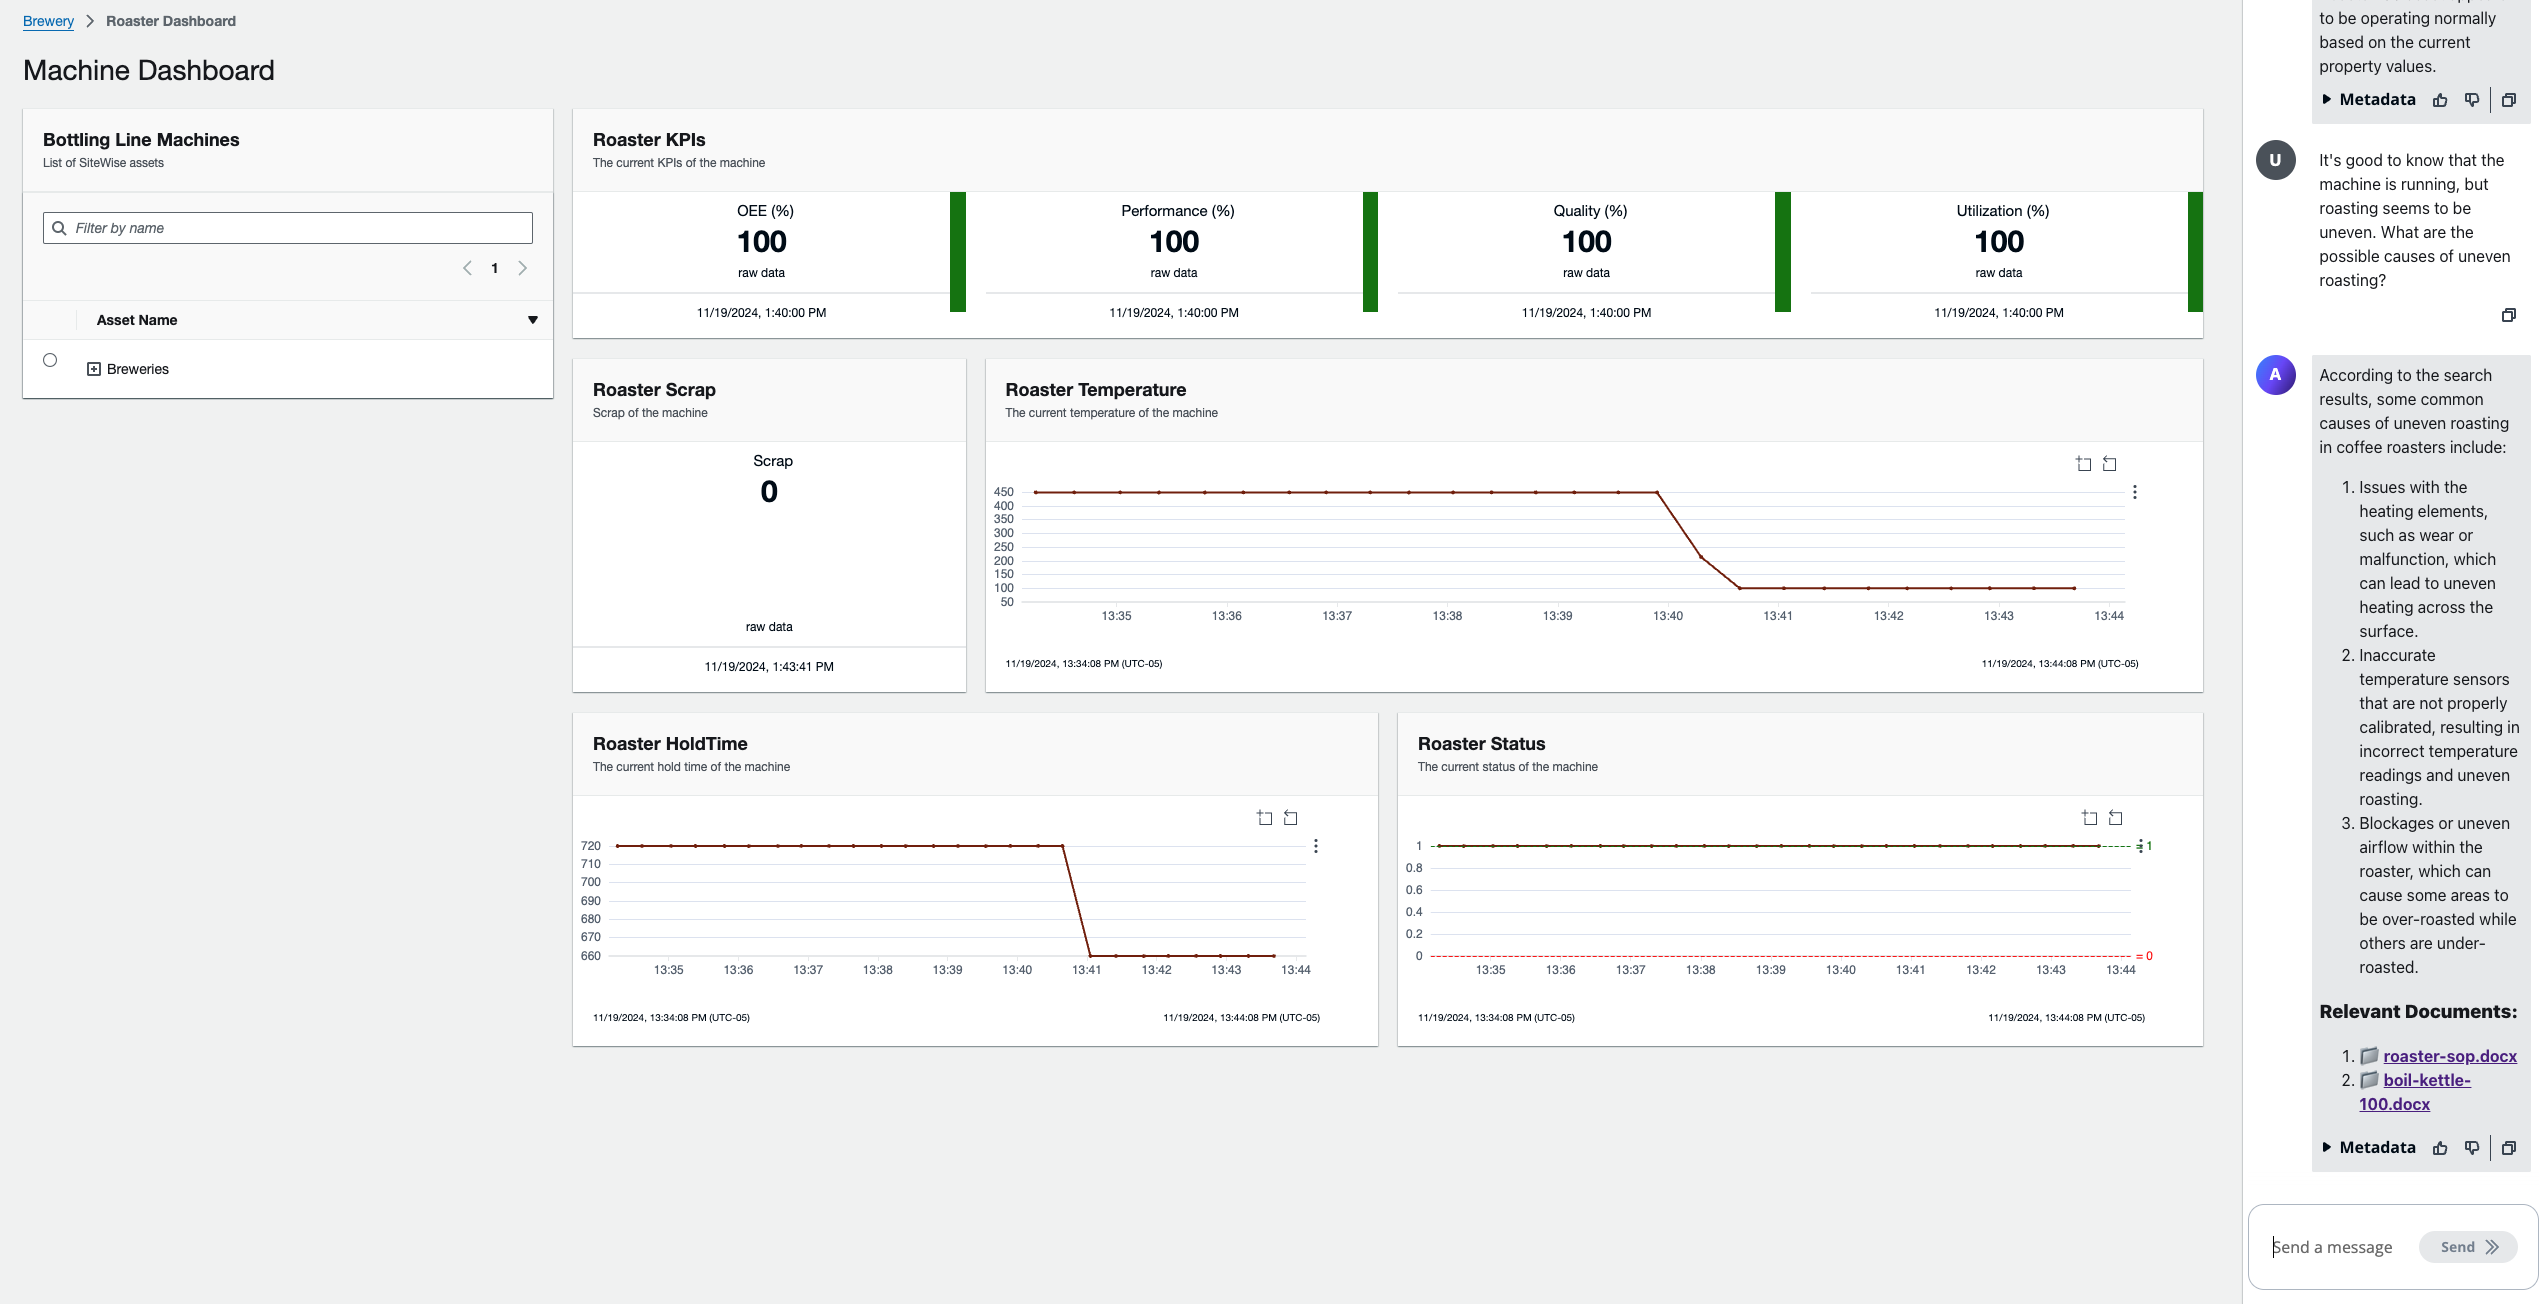 Brewery > Roaster Dashboard
Machine Dashboard
Bottling Line Machines
List of SiteWise assets
Filter by name
1
Asset Name
Breweries
Roaster KPIs
The current KPIs of the machine
OEE (%)
100
raw data
11/19/2024, 1:40:00 PM
Performance (%)
100
raw data
11/19/2024, 1:40:00 PM
Quality (%)
100
raw data
11/19/2024, 1:40:00 PM
Utilization (%)
100
raw data
11/19/2024, 1:40:00 PM
Roaster Scrap
Scrap of the machine
Scrap
0
raw data
11/19/2024, 1:43:41 PM
Roaster Temperature
The current temperature of the machine
450
400
350
300
250
200
150
100
50
13:35 13:36 13:37 13:38 13:39 13:40 13:41 13:42 13:43 13:44
11/19/2024, 13:34:08 PM (UTC-05) 11/19/2024, 13:44:08 PM (UTC-05)
Roaster HoldTime
The current hold time of the machine
720
710
700
690
680
670
660
13:35 13:36 13:37 13:38 13:39 13:40 13:41 13:42 13:43 13:44
11/19/2024, 13:34:08 PM (UTC-05) 11/19/2024, 13:44:08 PM (UTC-05)
Roaster Status
The current status of the machine
1
0.8
0.6
0.4
0.2
0
= 1
= 0
13:35 13:36 13:37 13:38 13:39 13:40 13:41 13:42 13:43 13:44
11/19/2024, 13:34:08 PM (UTC-05) 11/19/2024, 13:44:08 PM (UTC-05)
to be operating normally
based on the current
property values.
Metadata
U
It's good to know that the
machine is running, but
roasting seems to be
uneven. What are the
possible causes of uneven
roasting?
A
According to the search
results, some common
causes of uneven roasting
in coffee roasters include:
1. Issues with the
heating elements,
such as wear or
malfunction, which
can lead to uneven
heating across the
surface.
2. Inaccurate
temperature sensors
that are not properly
calibrated, resulting in
incorrect temperature
readings and uneven
roasting.
3. Blockages or uneven
airflow within the
roaster, which can
cause some areas to
be over-roasted while
others are under-
roasted.
Relevant Documents:
1. roaster-sop.docx
2. boil-kettle-
100.docx
Metadata
Send a message
Send